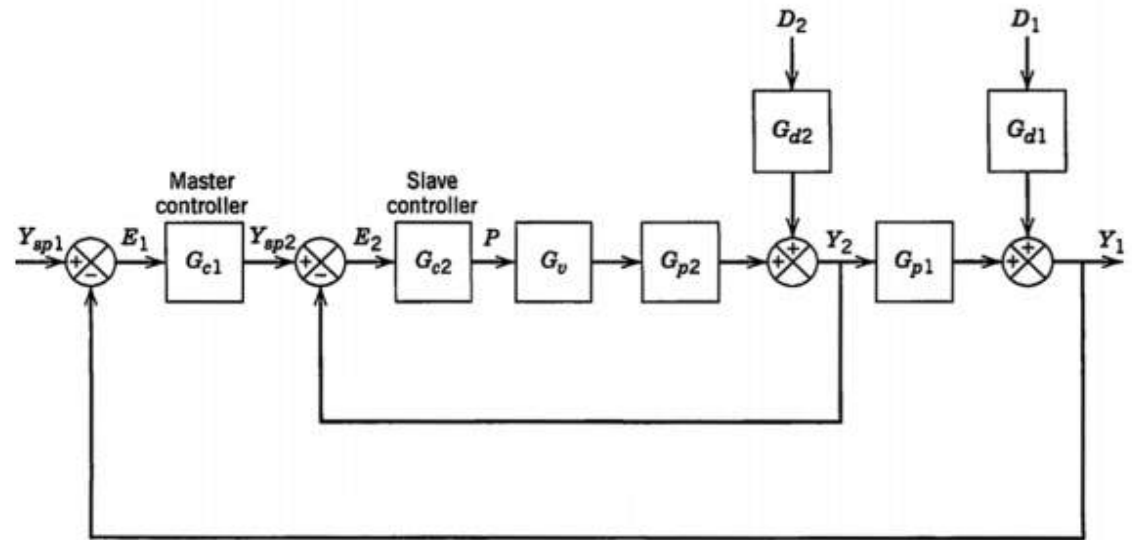 D2 D1
Gd2 Gd1
Master controller
Slave controller
Ysp1 + − E1 Gc1 Ysp2 + − E2 Gc2 P Gv Gp2 + + Y2 Gp1 + + Y1